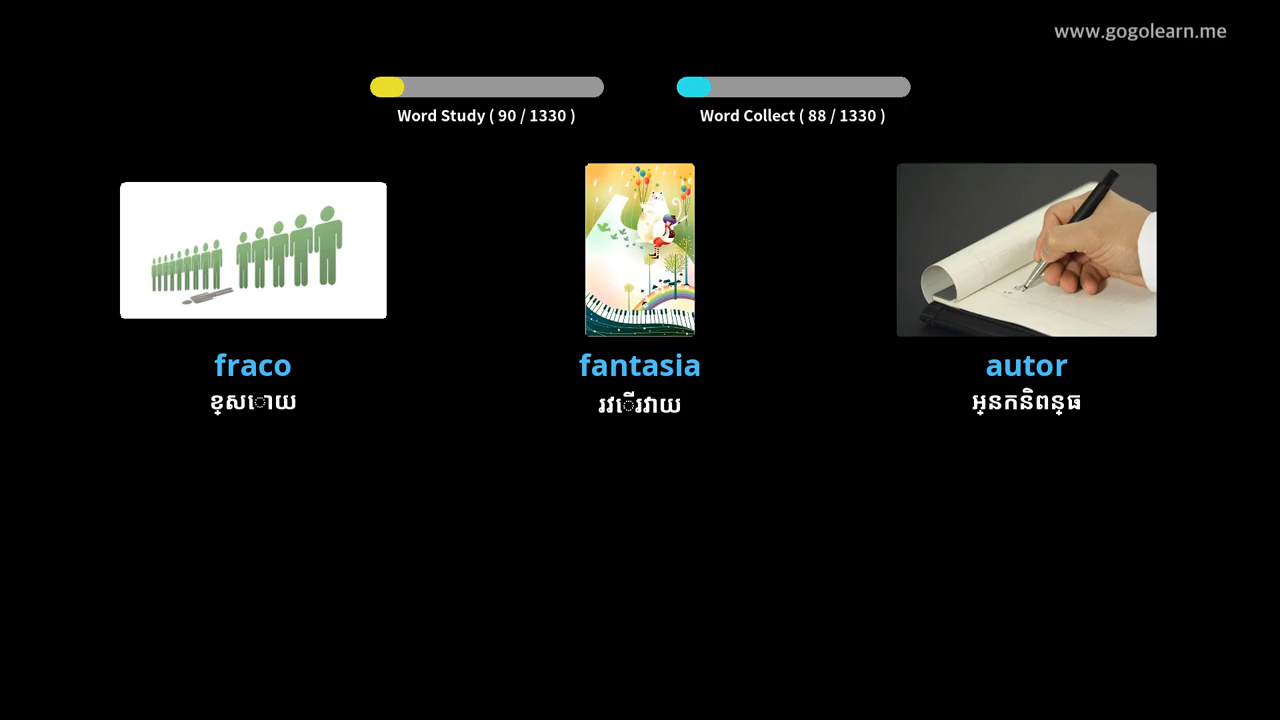 www.gogolearn.me
Word Study ( 90 / 1330 )
Word Collect ( 88 / 1330 )
fraco
ខ្សោយ
fantasia
រវើរវាយ
autor
អ្នកនិពន្ធ